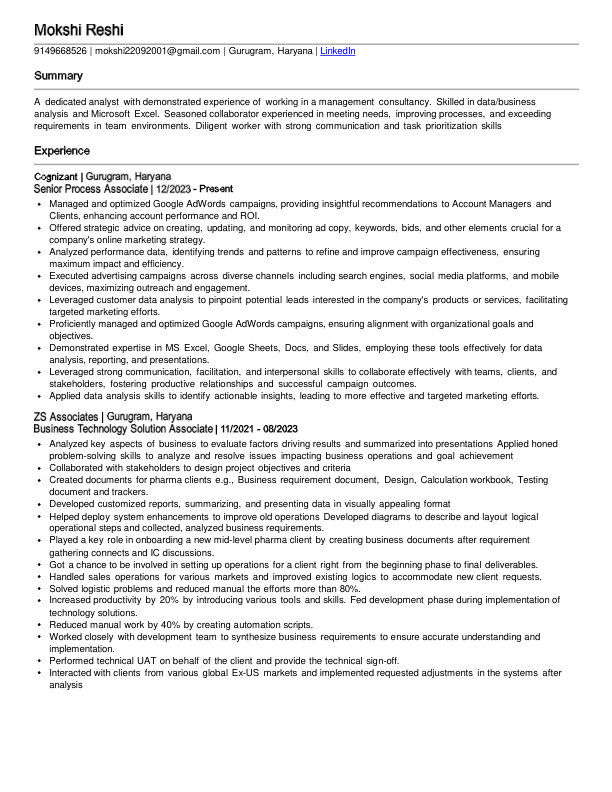 Mokshi Reshi
9149668526 | mokshi22092001@gmail.com | Gurugram, Haryana | LinkedIn
Summary
A dedicated analyst with demonstrated experience of working in a management consultancy. Skilled in data/business
analysis and Microsoft Excel. Seasoned collaborator experienced in meeting needs, improving processes, and exceeding
requirements in team environments. Diligent worker with strong communication and task prioritization skills
Experience
Cognizant | Gurugram, Haryana
Senior Process Associate | 12/2023 - Present
• Managed and optimized Google AdWords campaigns, providing insightful recommendations to Account Managers and
Clients, enhancing account performance and ROI.
• Offered strategic advice on creating, updating, and monitoring ad copy, keywords, bids, and other elements crucial for a
company's online marketing strategy.
• Analyzed performance data, identifying trends and patterns to refine and improve campaign effectiveness, ensuring
maximum impact and efficiency.
• Executed advertising campaigns across diverse channels including search engines, social media platforms, and mobile
devices, maximizing outreach and engagement.
• Leveraged customer data analysis to pinpoint potential leads interested in the company's products or services, facilitating
targeted marketing efforts.
• Proficiently managed and optimized Google AdWords campaigns, ensuring alignment with organizational goals and
objectives.
• Demonstrated expertise in MS Excel, Google Sheets, Docs, and Slides, employing these tools effectively for data
analysis, reporting, and presentations.
• Leveraged strong communication, facilitation, and interpersonal skills to collaborate effectively with teams, clients, and
stakeholders, fostering productive relationships and successful campaign outcomes.
• Applied data analysis skills to identify actionable insights, leading to more effective and targeted marketing efforts.
ZS Associates | Gurugram, Haryana
Business Technology Solution Associate | 11/2021 - 08/2023
• Analyzed key aspects of business to evaluate factors driving results and summarized into presentations Applied honed
problem-solving skills to analyze and resolve issues impacting business operations and goal achievement
• Collaborated with stakeholders to design project objectives and criteria
• Created documents for pharma clients e.g., Business requirement document, Design, Calculation workbook, Testing
document and trackers.
• Developed customized reports, summarizing, and presenting data in visually appealing format
• Helped deploy system enhancements to improve old operations Developed diagrams to describe and layout logical
operational steps and collected, analyzed business requirements.
• Played a key role in onboarding a new mid-level pharma client by creating business documents after requirement
gathering connects and IC discussions.
• Got a chance to be involved in setting up operations for a client right from the beginning phase to final deliverables.
• Handled sales operations for various markets and improved existing logics to accommodate new client requests.
• Solved logistic problems and reduced manual the efforts more than 80%.
• Increased productivity by 20% by introducing various tools and skills. Fed development phase during implementation of
technology solutions.
• Reduced manual work by 40% by creating automation scripts.
• Worked closely with development team to synthesize business requirements to ensure accurate understanding and
implementation.
• Performed technical UAT on behalf of the client and provide the technical sign-off.
• Interacted with clients from various global Ex-US markets and implemented requested adjustments in the systems after
analysis